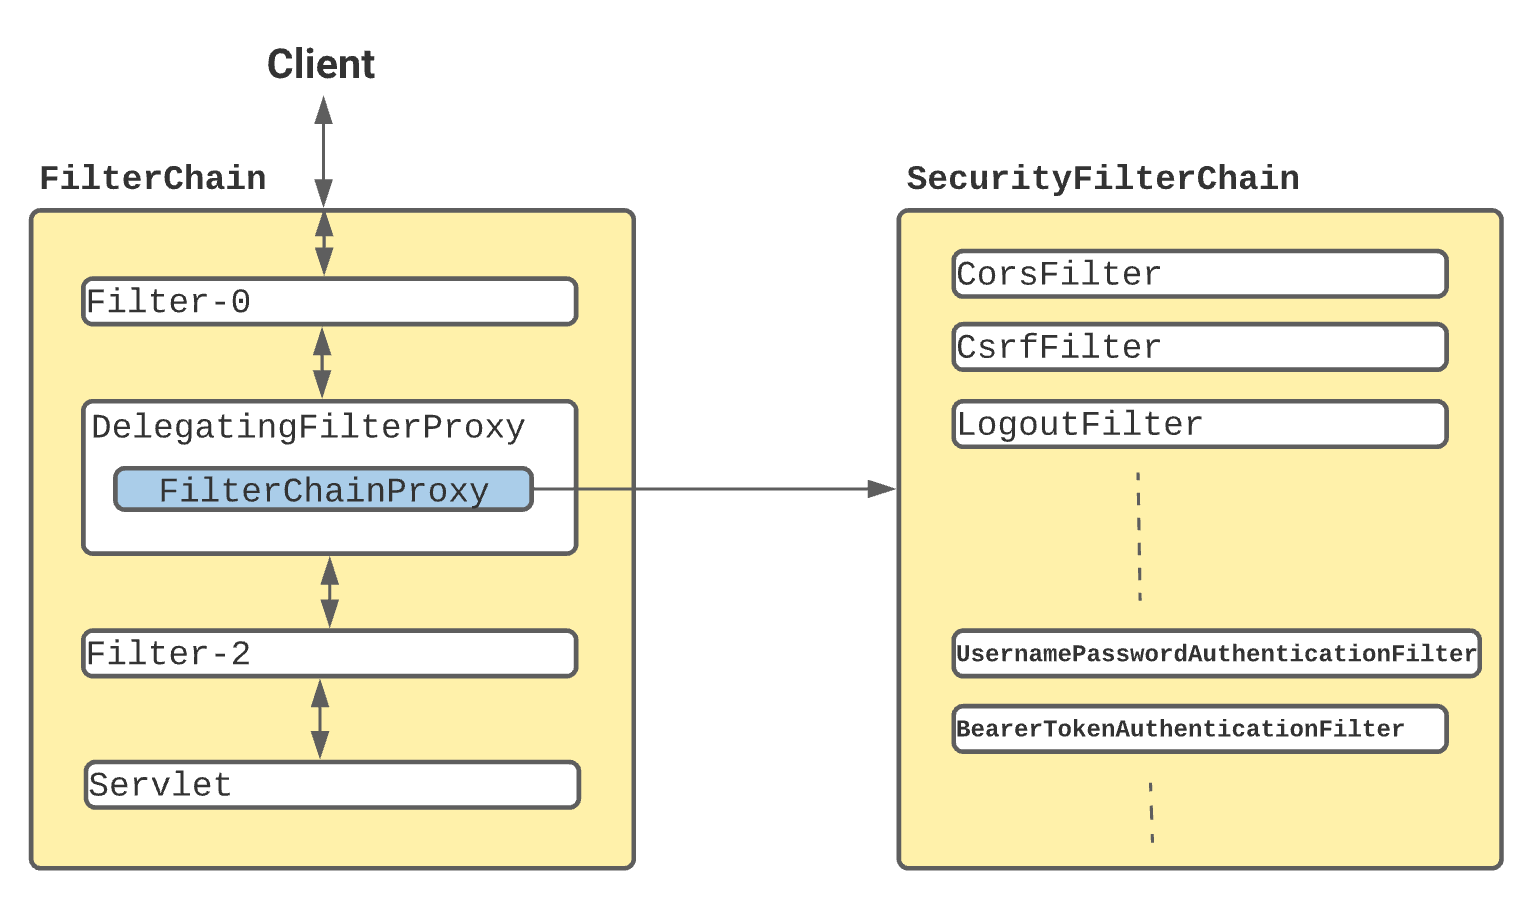 Client
FilterChain
Filter-0
DelegatingFilterProxy
FilterChainProxy
Filter-2
Servlet
SecurityFilterChain
CorsFilter
CsrfFilter
LogoutFilter
UsernamePasswordAuthenticationFilter
BearerTokenAuthenticationFilter